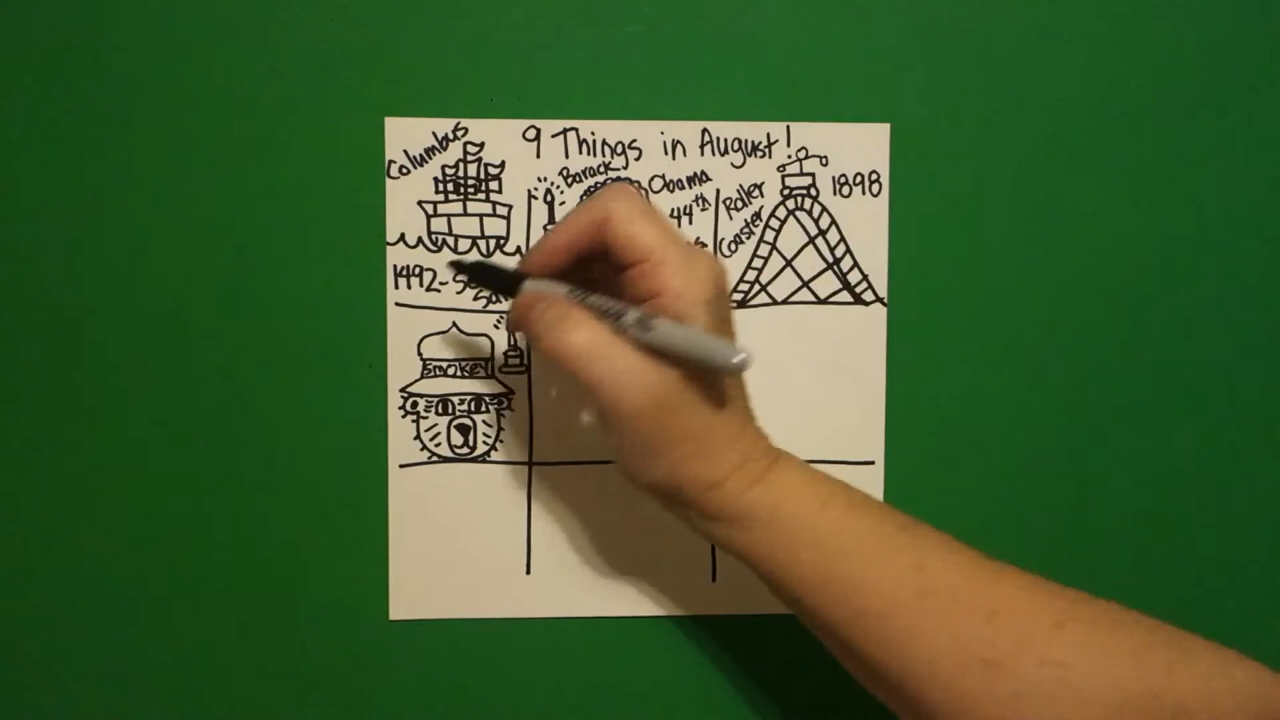 9 Things in August!
Columbus
1492-
Barack
Obama
44th
Roller
Coaster
1898
SMOKEY